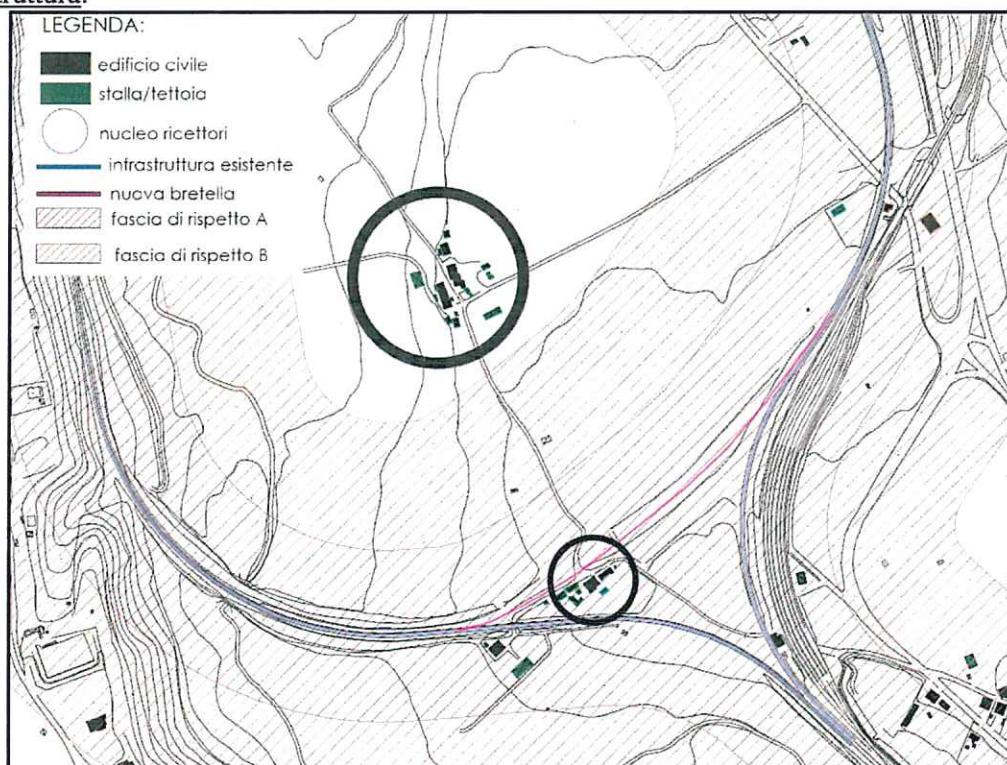 LEGENDA:
edificio civile
stalla/tettoia
nucleo ricettori
infrastruttura esistente
nuova bretella
fascia di rispetto A
fascia di rispetto B